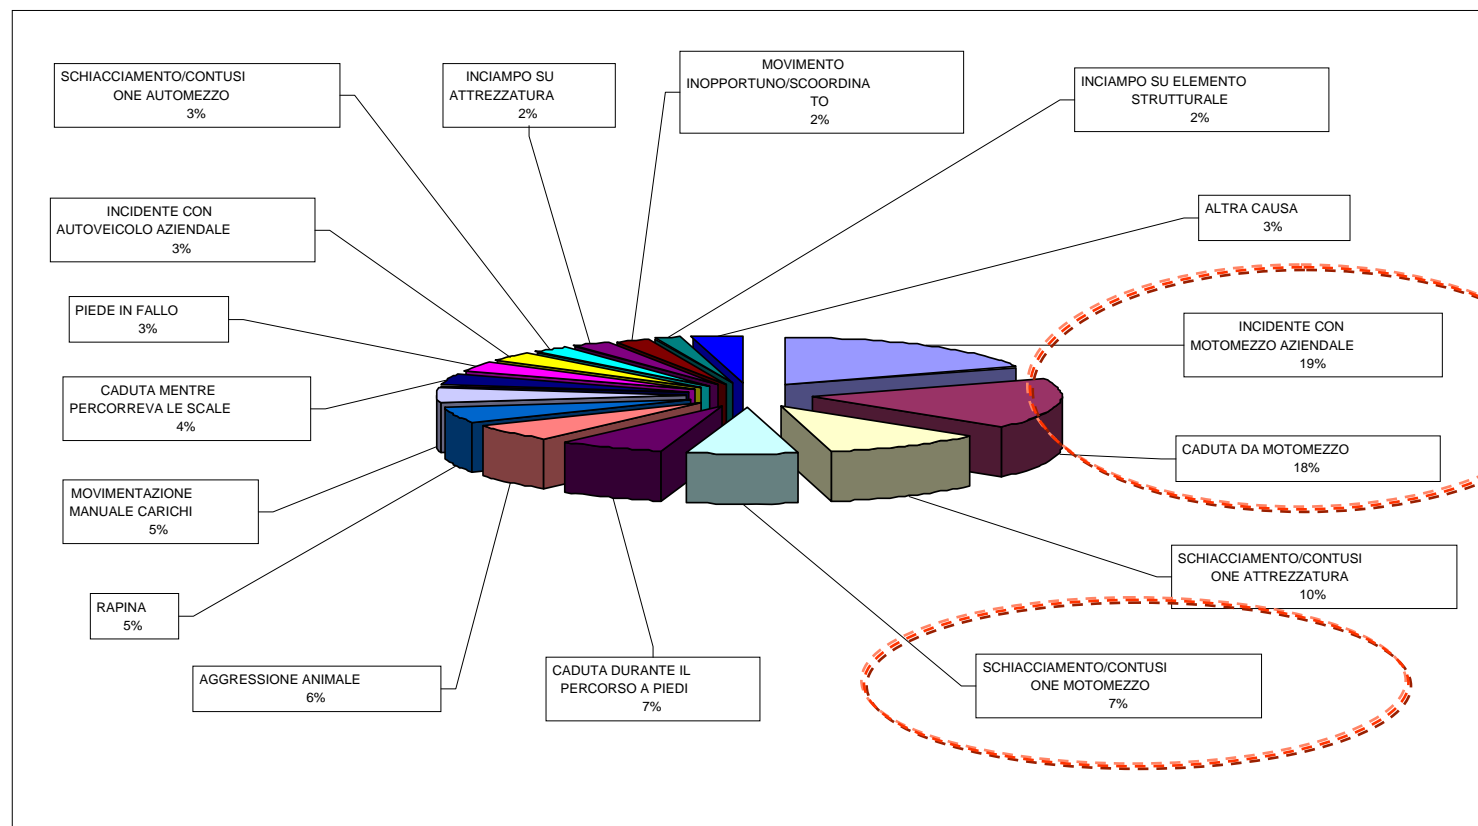 SCHIACCIAMENTO/CONTUSI
ONE AUTOMEZZO
3%
INCIAMPO SU
ATTREZZATURA
2%
MOVIMENTO
INOPPORTUNO/SCOORDINA
TO
2%
INCIAMPO SU ELEMENTO
STRUTTURALE
2%
ALTRA CAUSA
3%
INCIDENTE CON
MOTOMEZZO AZIENDALE
19%
CADUTA DA MOTOMEZZO
18%
SCHIACCIAMENTO/CONTUSI
ONE ATTREZZATURA
10%
SCHIACCIAMENTO/CONTUSI
ONE MOTOMEZZO
7%
CADUTA DURANTE IL
PERCORSO A PIEDI
7%
AGGRESSIONE ANIMALE
6%
RAPINA
5%
MOVIMENTAZIONE
MANUALE CARICHI
5%
CADUTA MENTRE
PERCORREVA LE SCALE
4%
PIEDE IN FALLO
3%
INCIDENTE CON
AUTOVEICOLO AZIENDALE
3%